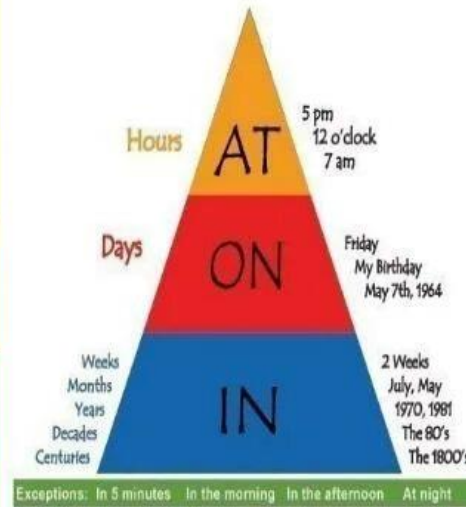 Hours
AT
5 pm
12 o'clock
7 am
Days
ON
Friday
My Birthday
May 7th, 1964
Weeks
Months
Years
Decades
Centuries
IN
2 Weeks
July, May
1970, 1981
The 80's
The 1800's
Exceptions: In 5 minutes In the morning In the afternoon At night